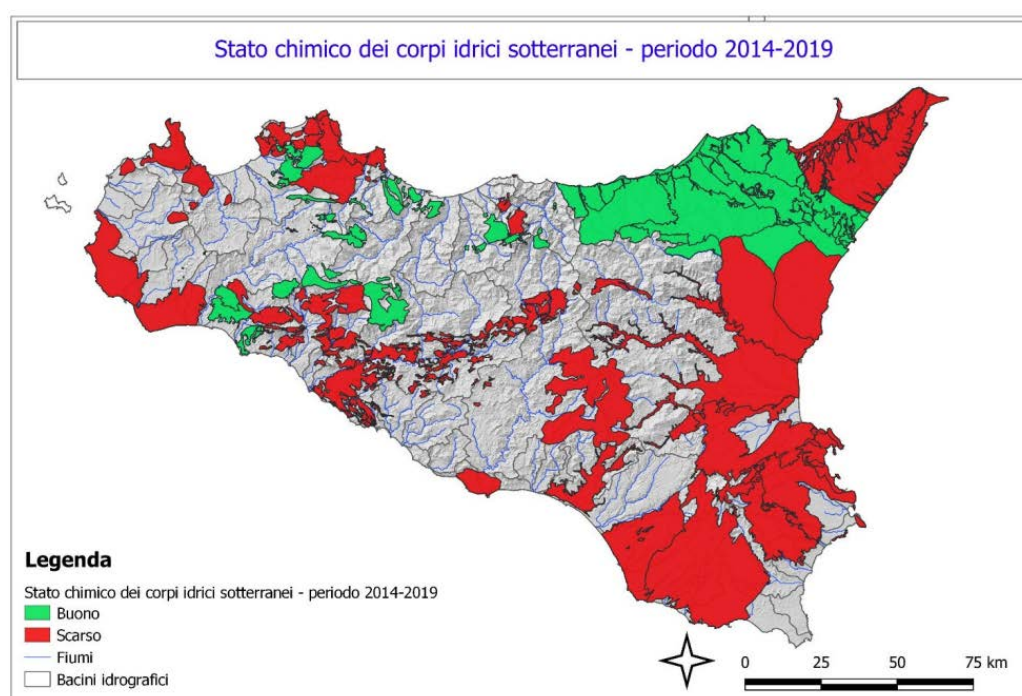 Stato chimico dei corpi idrici sotterranei - periodo 2014-2019
Legenda
Stato chimico dei corpi idrici sotterranei - periodo 2014-2019
Buono
Scarso
Fiumi
Bacini idrografici
0 25 50 75 km